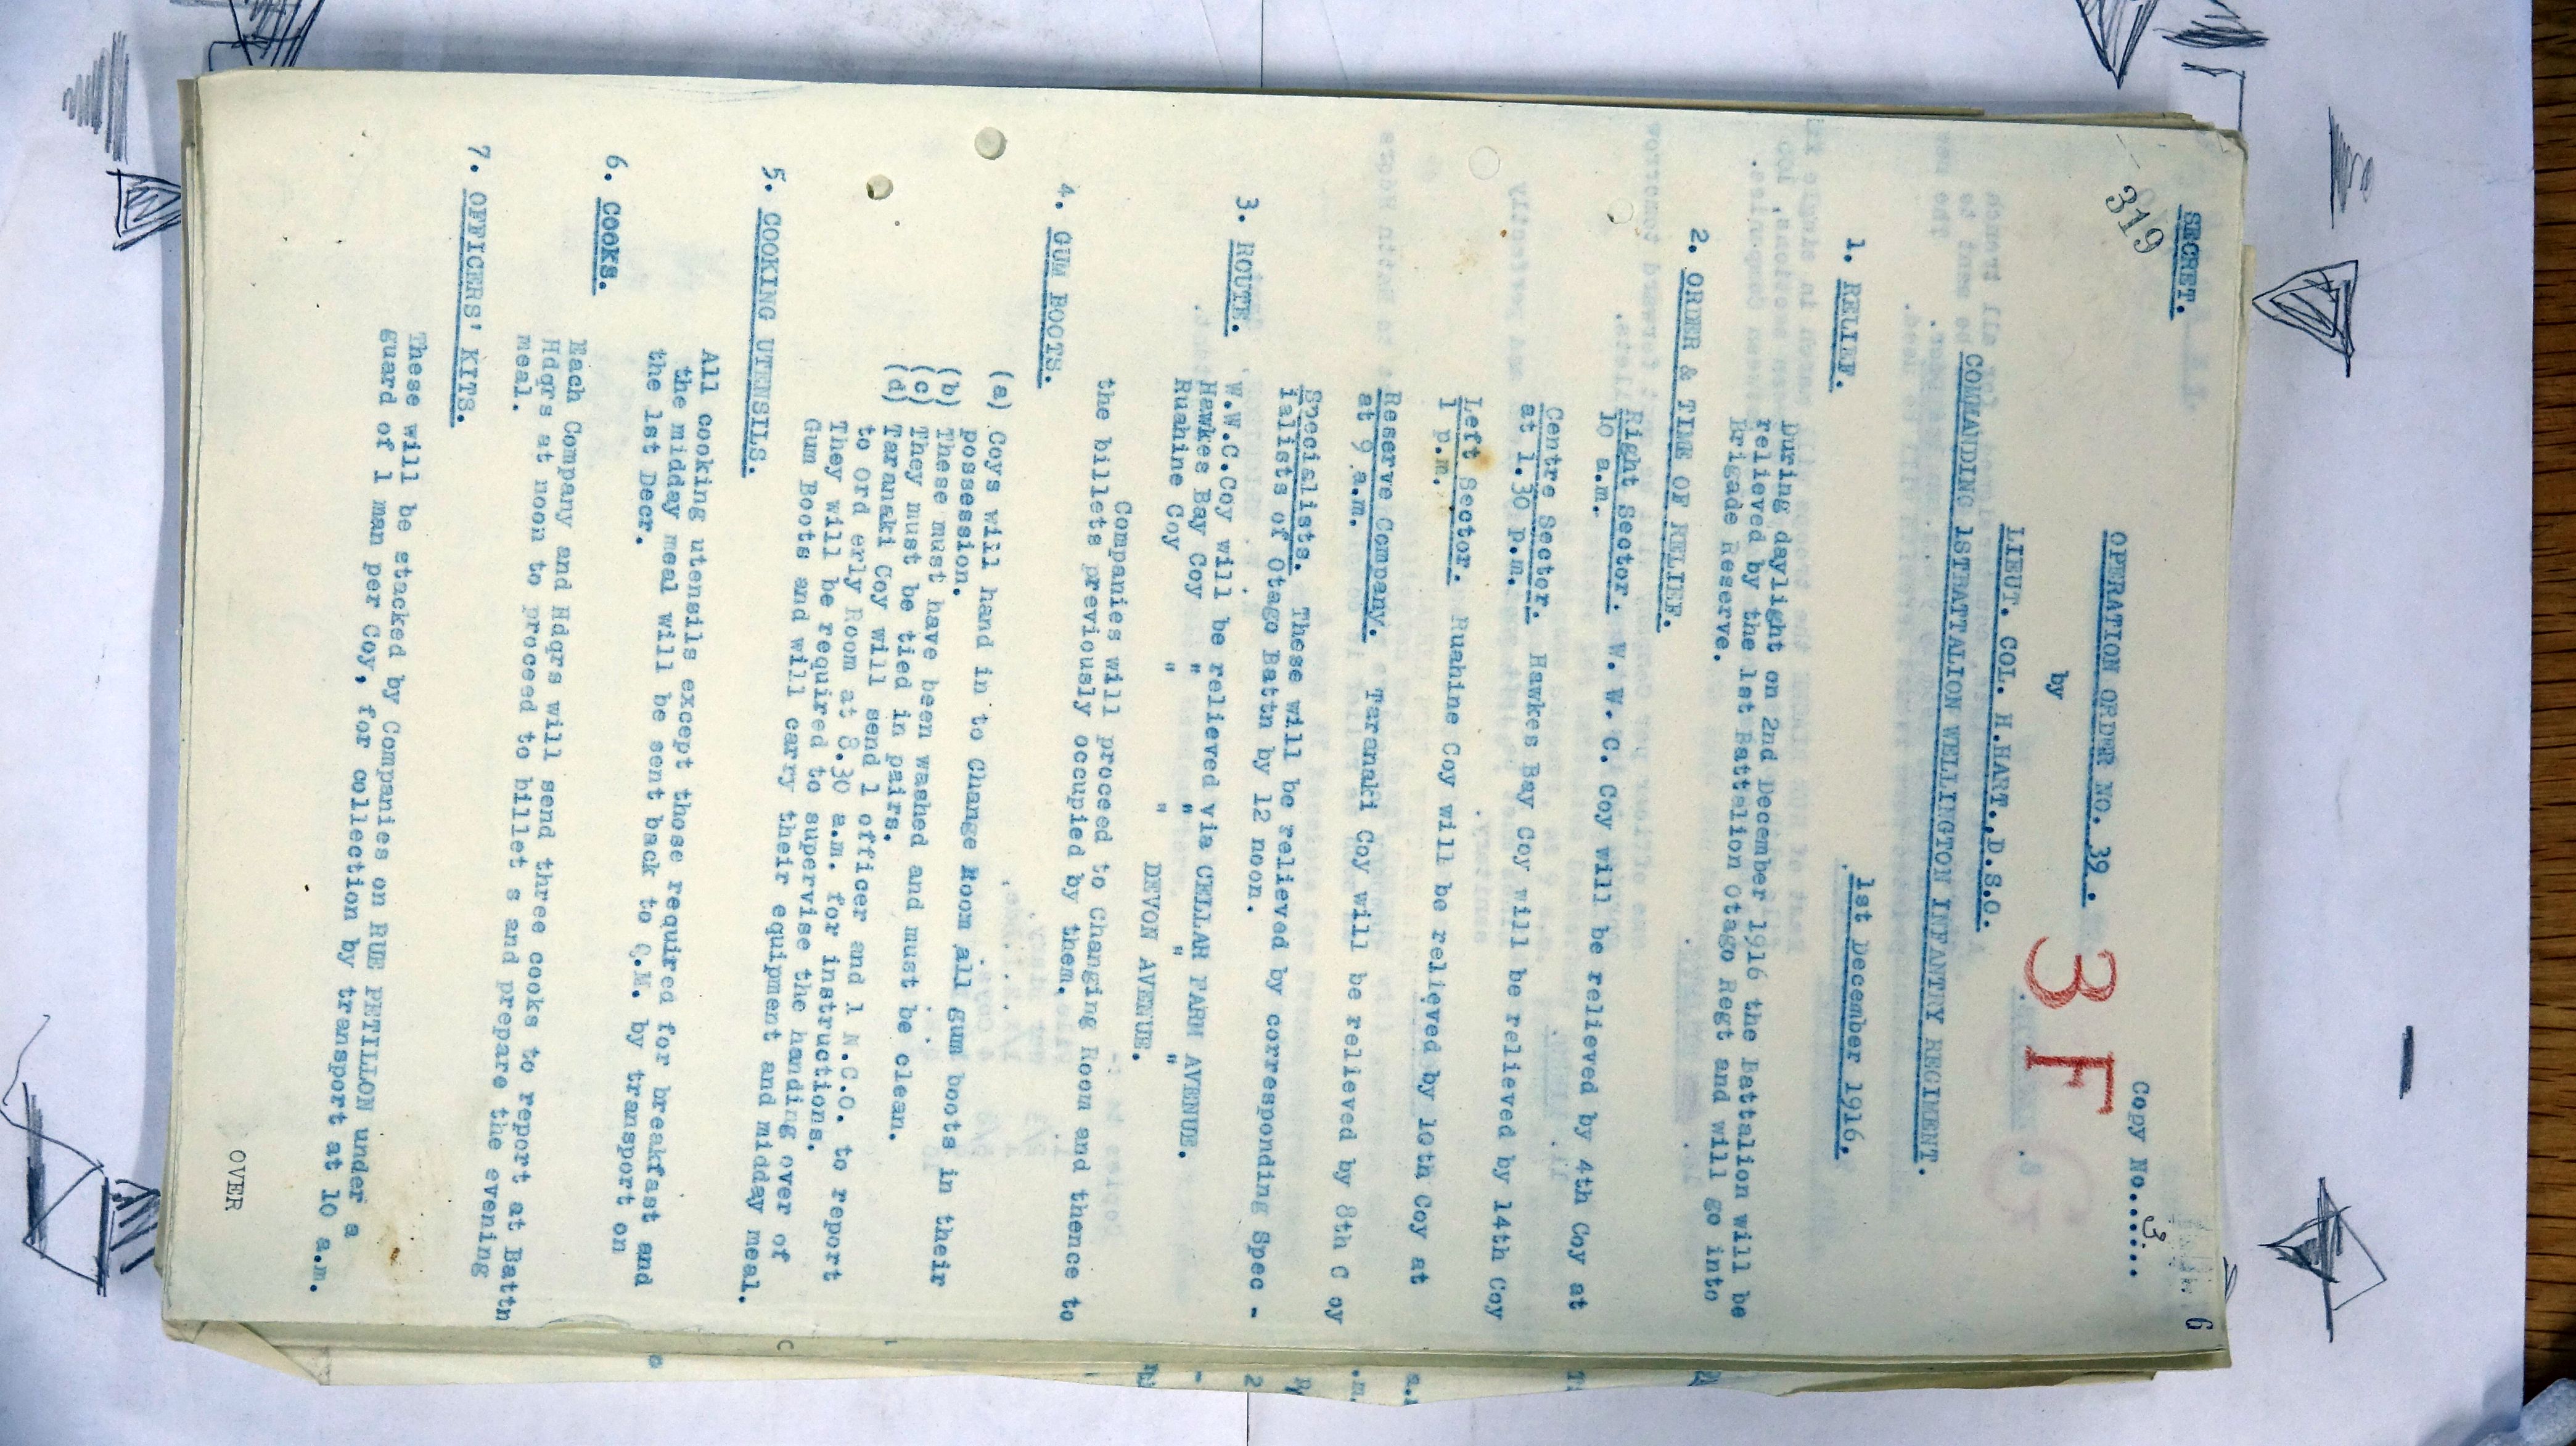 SECRET.
6
319
Copy No...3...
OPERATION ORDER NO. 39.
3 F
by
LIEUT. COL. H.HART.,D.S.O.
COMMANDING 1STBATTALION WELLINGTON INFANTRY REGIMENT.
1st December 1916.
1. RELIEF.
During daylight on 2nd December 1916 the Battalion will be
relieved by the 1st Battalion Otago Regt and will go into
Brigade Reserve.
2. ORDER & TIME OF RELIEF.
Right Sector. W. W. C. Coy will be relieved by 4th Coy at
10 a.m.
Centre Sector. Hawkes Bay Coy will be relieved by 14th Coy
at 1.30 p.m.
Left Sector. Ruahine Coy will be relieved by 10th Coy at
1 p.m.
Reserve Company. Taranaki Coy will be relieved by 8th C oy
at 9 a.m.
Specialists. These will be relieved by corresponding Spec -
ialists of Otago Battn by 12 noon.
3. ROUTE.
W.W.C.Coy will be relieved via CELLAR FARM AVENUE.
Hawkes Bay Coy " " " "
Ruahine Coy " " DEVON AVENUE.
Companies will proceed to Changing Room and thence to
the billets previously occupied by them.
4. GUM BOOTS.
(a) Coys will hand in to Change Room all gum boots in their
possession.
(b) These must have been washed and must be clean.
(c) They must be tied in pairs.
(d) Taranaki Coy will send 1 officer and 1 N.C.O. to report
to Ord erly Room at 8.30 a.m. for instructions.
They will be required to supervise the handing over of
Gum Boots and will carry their equipment and midday meal.
5. COOKING UTENSILS.
All cooking utensils except those required for breakfast and
the midday meal will be sent back to Q.M. by transport on
the 1st Decr.
6. Cooks.
Each Company and Hdqrs will send three cooks to report at Battn
Hdqrs at noon to proceed to billet s and prepare the evening
meal.
7. OFFICERS' KITS.
These will be stacked by Companies on RUE PETILLON under a
guard of 1 man per Coy, for collection by transport at 10 a.m.
OVER